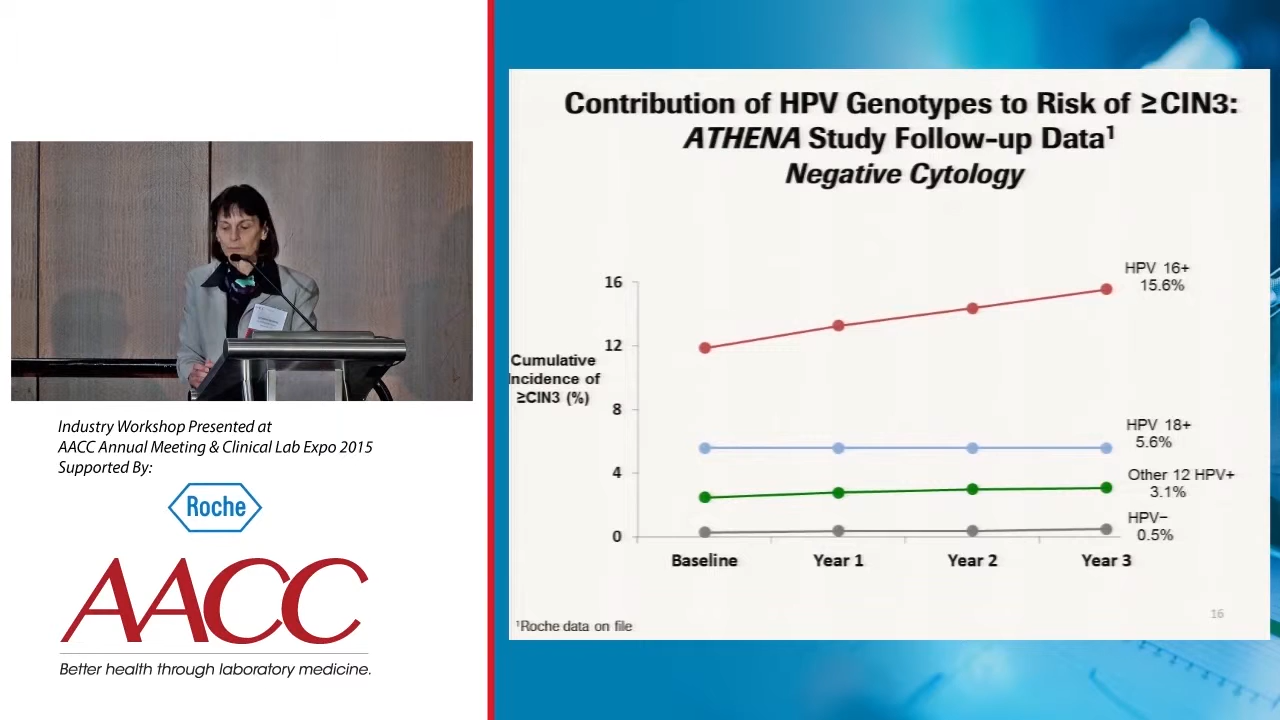 Industry Workshop Presented at
AACC Annual Meeting & Clinical Lab Expo 2015
Supported By:
Roche
AACC
Better health through laboratory medicine.
Contribution of HPV Genotypes to Risk of ≥CIN3:
ATHENA Study Follow-up Data¹
Negative Cytology
Cumulative
Incidence of
≥CIN3 (%)
16
12
8
4
0
HPV 16+
15.6%
HPV 18+
5.6%
Other 12 HPV+
3.1%
HPV−
0.5%
Baseline Year 1 Year 2 Year 3
¹Roche data on file
16